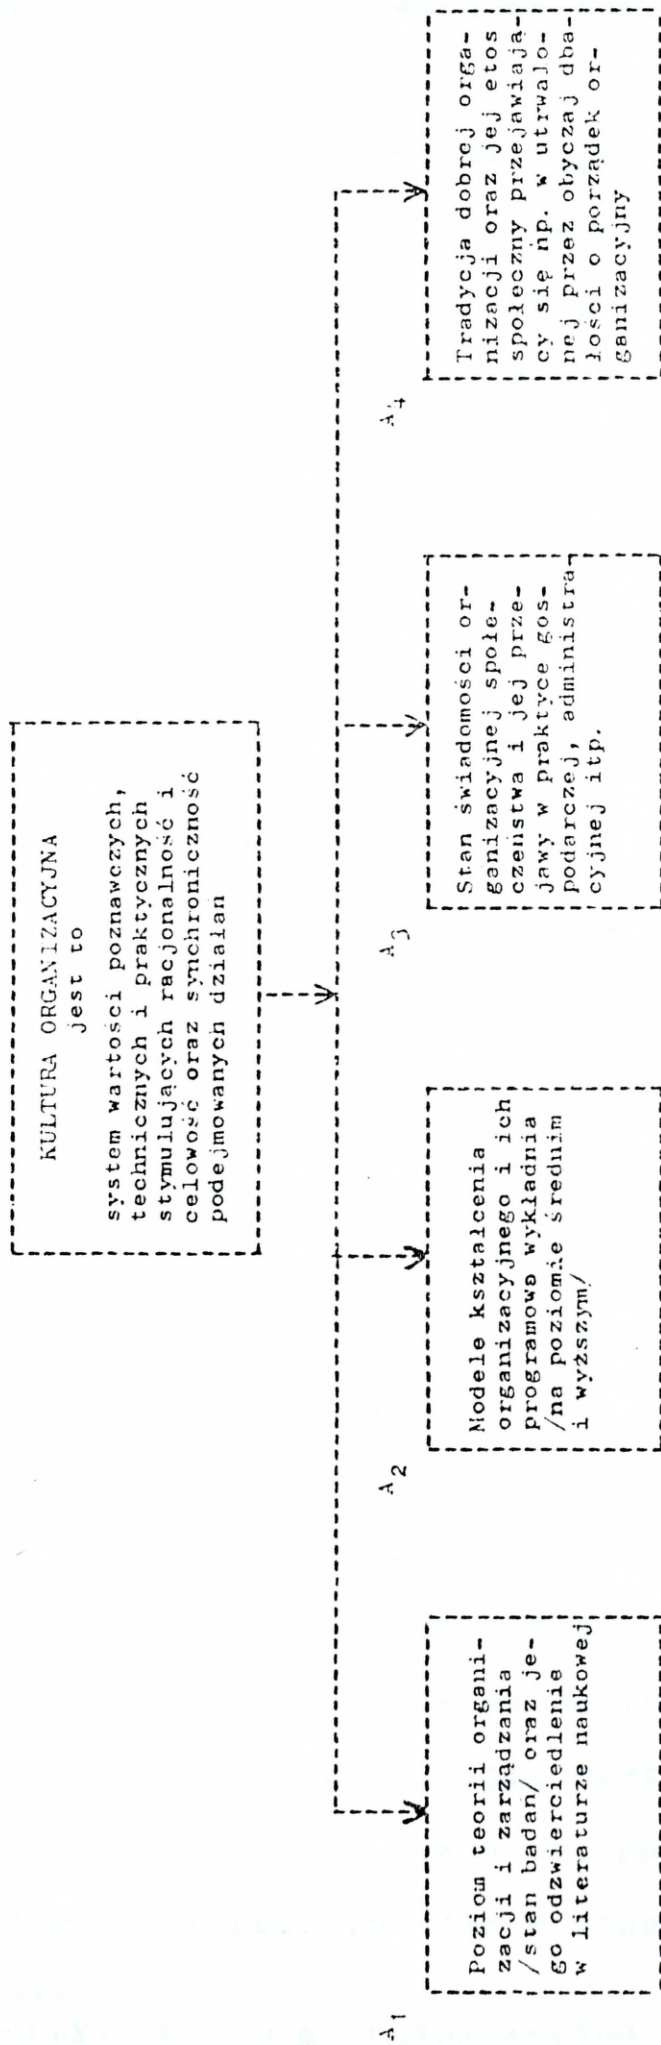 KULTURA ORGANIZACYJNA
jest to
system wartości poznawczych,
technicznych i praktycznych
stymulujących racjonalność i
celowość oraz synchroniczność
podejmowanych działan
A1
Poziom teorii organi-
zacji i zarządzania
/stan badań/ oraz je-
go odzwierciedlenie
w literaturze naukowej
A2
Modele kształcenia
organizacyjnego i ich
programowa wykładnia
/na poziomie średnim
i wyższym/
A3
Stan świadomości or-
ganizacyjnej społe-
czeństwa i jej prze-
jawy w praktyce gos-
podarczej, administra-
cyjnej itp.
A4
Tradycja dobrej orga-
nizacji oraz jej etos
społeczny przejawiają-
cy się np. w utrwalo-
nej przez obyczaj dba-
łości o porządek or-
ganizacyjny